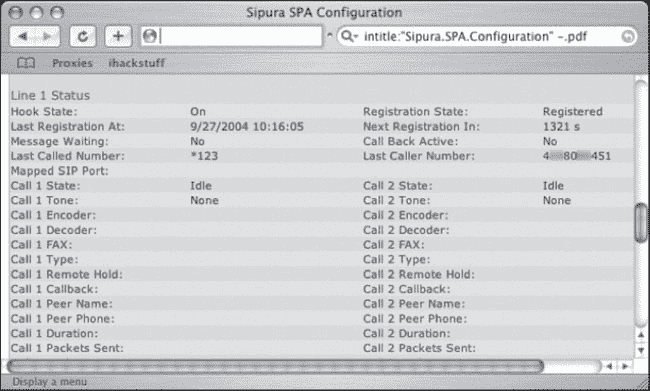 Sipura SPA Configuration
intitle:"Sipura.SPA.Configuration" -.pdf
Proxies ihackstuff
Line 1 Status
Hook State: On Registration State: Registered
Last Registration At: 9/27/2004 10:16:05 Next Registration In: 1321 s
Message Waiting: No Call Back Active: No
Last Called Number: *123 Last Caller Number: 4 80 451
Mapped SIP Port:
Call 1 State: Idle Call 2 State: Idle
Call 1 Tone: None Call 2 Tone: None
Call 1 Encoder: Call 2 Encoder:
Call 1 Decoder: Call 2 Decoder:
Call 1 FAX: Call 2 FAX:
Call 1 Type: Call 2 Type:
Call 1 Remote Hold: Call 2 Remote Hold:
Call 1 Callback: Call 2 Callback:
Call 1 Peer Name: Call 2 Peer Name:
Call 1 Peer Phone: Call 2 Peer Phone:
Call 1 Duration: Call 2 Duration:
Call 1 Packets Sent: Call 2 Packets Sent:
Display a menu